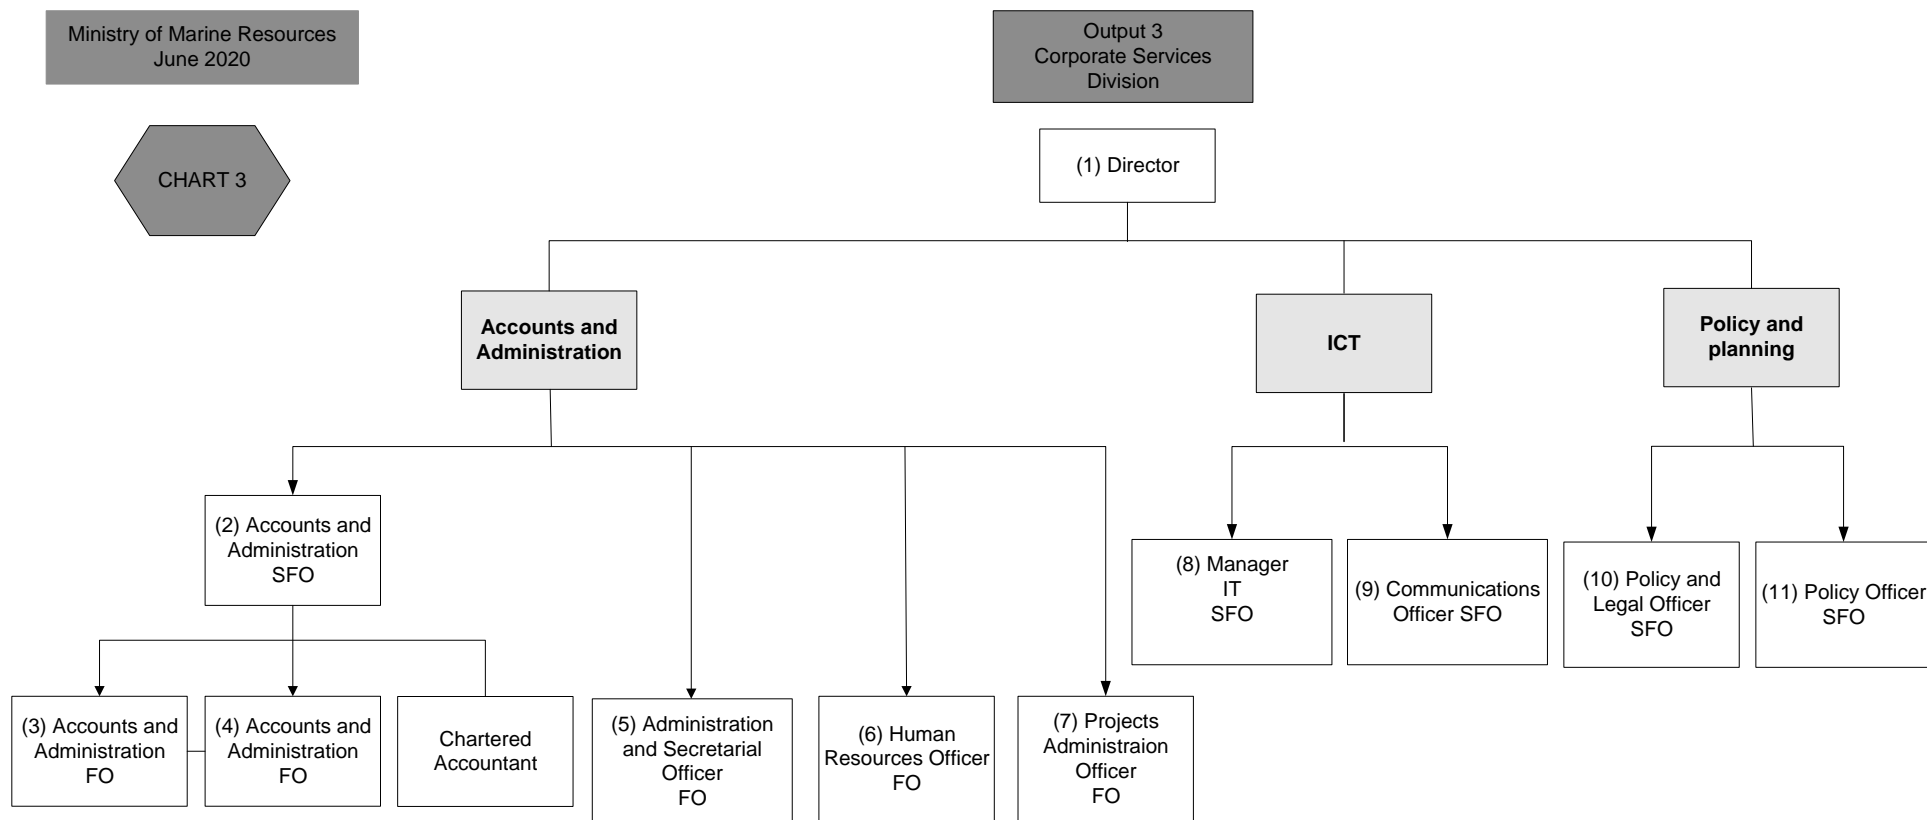 Ministry of Marine Resources
June 2020
Output 3
Corporate Services
Division
CHART 3
(1) Director
Accounts and
Administration
ICT
Policy and
planning
(2) Accounts and
Administration
SFO
(8) Manager
IT
SFO
(9) Communications
Officer SFO
(10) Policy and
Legal Officer
SFO
(11) Policy Officer
SFO
(3) Accounts and
Administration
FO
(4) Accounts and
Administration
FO
Chartered
Accountant
(5) Administration
and Secretarial
Officer
FO
(6) Human
Resources Officer
FO
(7) Projects
Administraion
Officer
FO